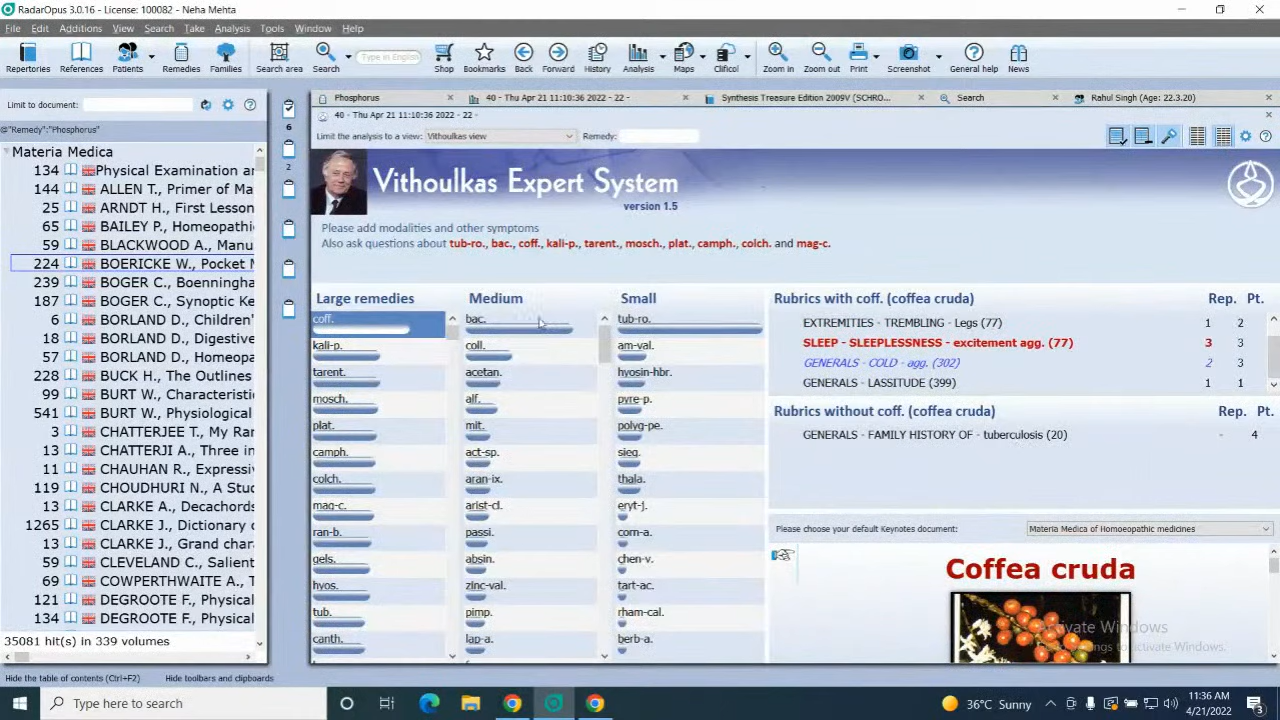 RadarOpus 3.0.16 - License: 100082 - Neha Mehta
File Edit Additions View Search Take Analysis Tools Window Help
Repertories References Patients Remedies Families Search area Search Type in English Shop Bookmarks Back Forward History Analysis Maps Clificol Zoom in Zoom out Print Screenshot General help News
Limit to document:
@"Remedy":"Phosphorus"
Materia Medica
134 Physical Examination an
144 ALLEN T., Primer of Ma
25 ARNDT H., First Lesson
65 BAILEY P., Homeopathi
59 BLACKWOOD A., Manu
224 BOERICKE W., Pocket M
239 BOGER C., Boenningha
187 BOGER C., Synoptic Ke
6 BORLAND D., Children'
18 BORLAND D., Digestive
57 BORLAND D., Homeopa
228 BUCK H., The Outlines
99 BURT W., Characteristic
541 BURT W., Physiological
3 CHATTERJEE T., My Rar
13 CHATTERJI A., Three in
11 CHAUHAN R., Expressiv
119 CHOUDHURI N., A Stud
13 CLARKE A., Decachords
1265 CLARKE J., Dictionary c
13 CLARKE J., Grand chara
59 CLEVELAND C., Salient
69 COWPERTHWAITE A., T
121 DEGROOTE F., Physical
134 DEGROOTE F., Physical
35081 hit(s) in 339 volumes
6
2
Phosphorus 40 - Thu Apr 21 11:10:36 2022 - 22 - Synthesis Treasure Edition 2009V (SCHRO... Search Rahul Singh (Age: 22.3.20)
40 - Thu Apr 21 11:10:36 2022 - 22 -
Limit the analysis to a view: Vithoulkas view Remedy:
Vithoulkas Expert System
version 1.5
Please add modalities and other symptoms
Also ask questions about tub-ro., bac., coff., kali-p., tarent., mosch., plat., camph., colch. and mag-c.
Large remedies Medium Small
coff. bac. tub-ro.
kali-p. coll. am-val.
tarent. acetan. hyosin-hbr.
mosch. alf. pyre-p.
plat. mit. polyg-pe.
camph. act-sp. sieg.
colch. aran-ix. thala.
mag-c. arist-cl. eryt-j.
ran-b. passi. corn-a.
gels. absin. chen-v.
hyos. zinc-val. tart-ac.
tub. pimp. rham-cal.
canth. lap-a. berb-a.
Rubrics with coff. (coffea cruda) Rep. Pt.
EXTREMITIES - TREMBLING - Legs (77) 1 2
SLEEP - SLEEPLESSNESS - excitement agg. (77) 3 3
GENERALS - COLD - agg. (302) 2 3
GENERALS - LASSITUDE (399) 1 1
Rubrics without coff. (coffea cruda) Rep. Pt.
GENERALS - FAMILY HISTORY OF - tuberculosis (20) - 4
Please choose your default Keynotes document: Materia Medica of Homoeopathic medicines
Coffea cruda
Activate Windows
Hide the table of contents (Ctrl+F2) Hide toolbars and clipboards
Type here to search
36°C Sunny
11:36 AM
4/21/2022
3